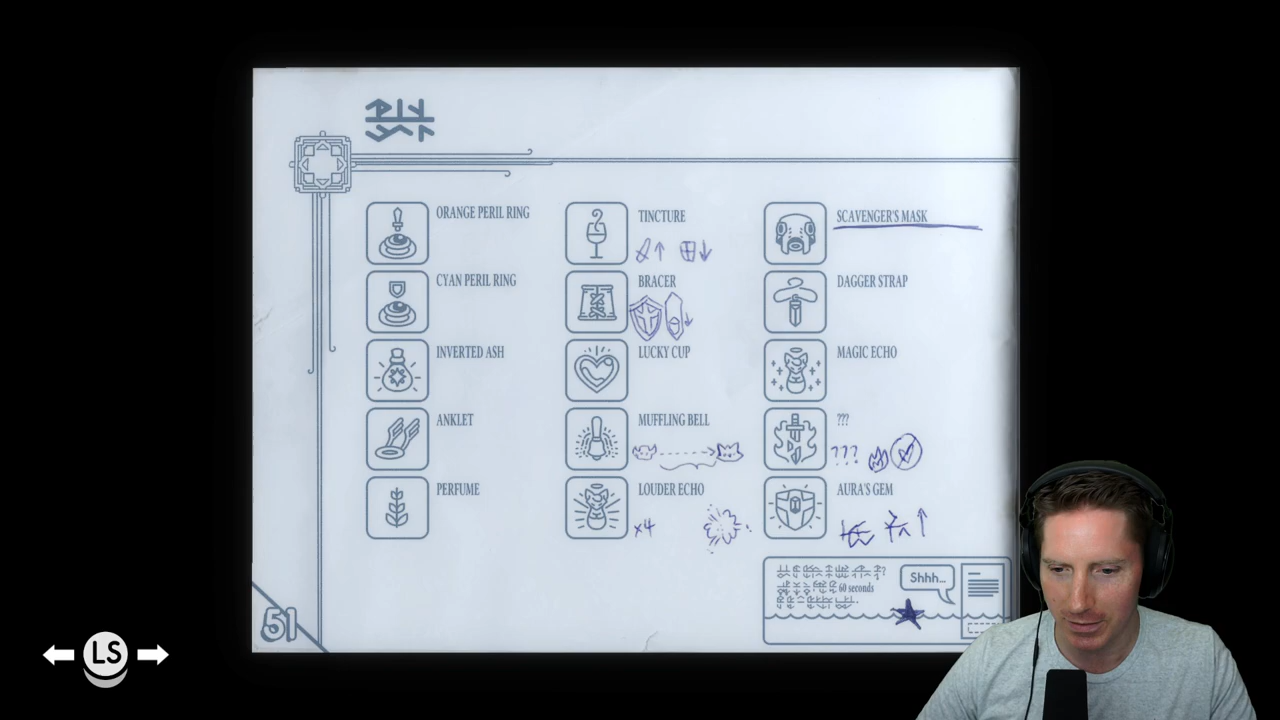 ORANGE PERIL RING
CYAN PERIL RING
INVERTED ASH
ANKLET
PERFUME
TINCTURE
BRACER
LUCKY CUP
MUFFLING BELL
LOUDER ECHO
x4
SCAVENGER'S MASK
DAGGER STRAP
MAGIC ECHO
???
???
AURA'S GEM
?
60 seconds
Shhh...
51
LS